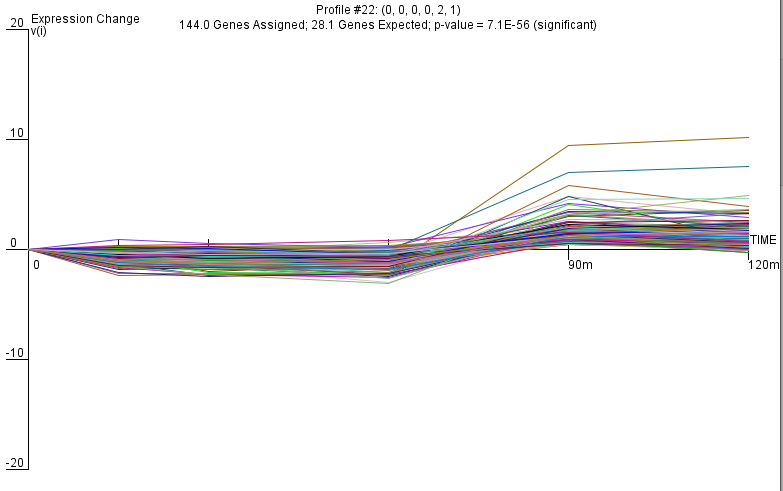 Profile #22: (0, 0, 0, 0, 2, 1)
144.0 Genes Assigned; 28.1 Genes Expected; p-value = 7.1E-56 (significant)
Expression Change
v(i)
20
10
0
-10
-20
0
90m
120m
TIME